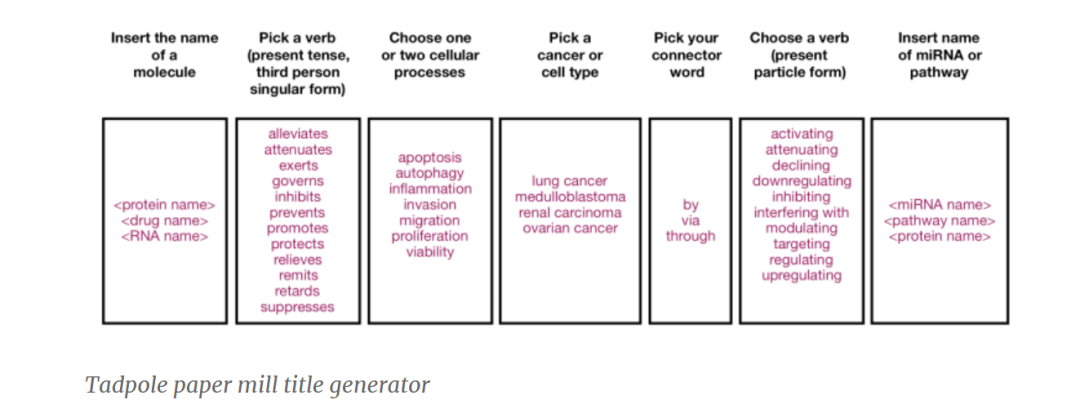 Insert the name
of a
molecule
Pick a verb
(present tense,
third person
singular form)
Choose one
or two cellular
processes
Pick a
cancer or
cell type
Pick your
connector
word
Choose a verb
(present
particle form)
Insert name
of miRNA or
pathway
<protein name>
<drug name>
<RNA name>
alleviates
attenuates
exerts
governs
inhibits
prevents
promotes
protects
relieves
remits
retards
suppresses
apoptosis
autophagy
inflammation
invasion
migration
proliferation
viability
lung cancer
medulloblastoma
renal carcinoma
ovarian cancer
by
via
through
activating
attenuating
declining
downregulating
inhibiting
interfering with
modulating
targeting
regulating
upregulating
<miRNA name>
<pathway name>
<protein name>
Tadpole paper mill title generator